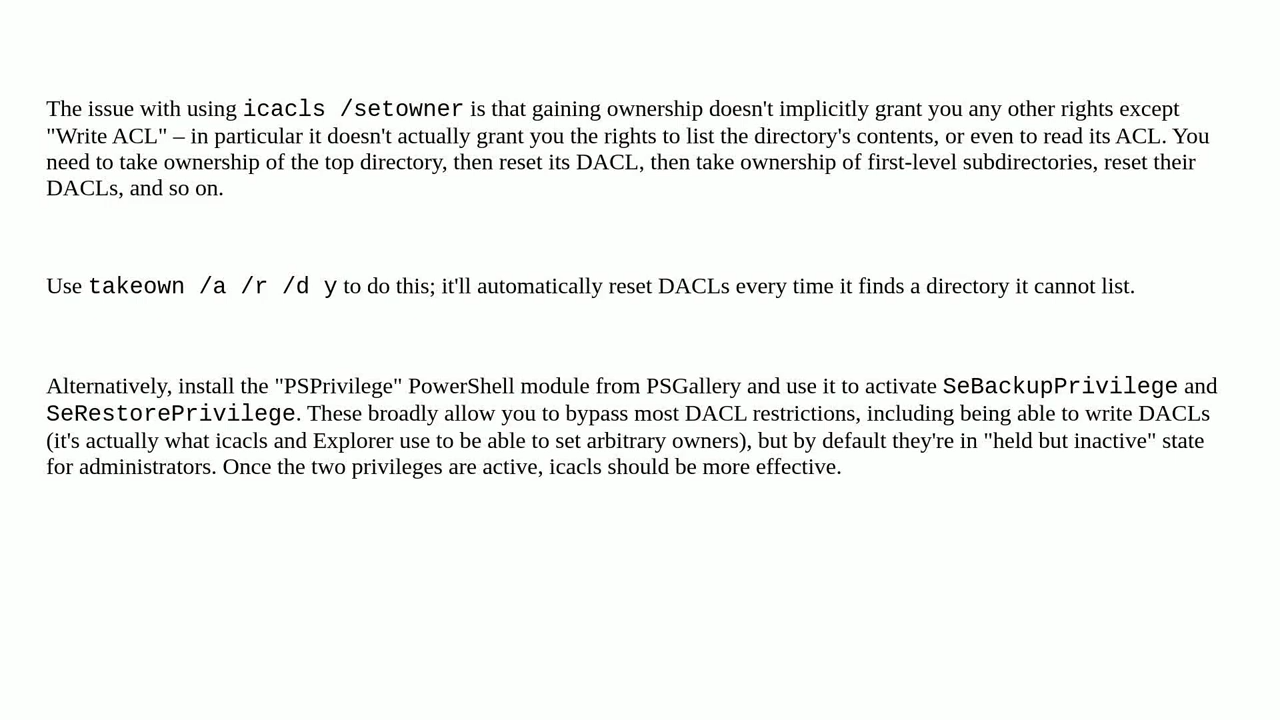 The issue with using icacls /setowner is that gaining ownership doesn't implicitly grant you any other rights except
"Write ACL" – in particular it doesn't actually grant you the rights to list the directory's contents, or even to read its ACL. You
need to take ownership of the top directory, then reset its DACL, then take ownership of first-level subdirectories, reset their
DACLs, and so on.
Use takeown /a /r /d y to do this; it'll automatically reset DACLs every time it finds a directory it cannot list.
Alternatively, install the "PSPrivilege" PowerShell module from PSGallery and use it to activate SeBackupPrivilege and
SeRestorePrivilege. These broadly allow you to bypass most DACL restrictions, including being able to write DACLs
(it's actually what icacls and Explorer use to be able to set arbitrary owners), but by default they're in "held but inactive" state
for administrators. Once the two privileges are active, icacls should be more effective.